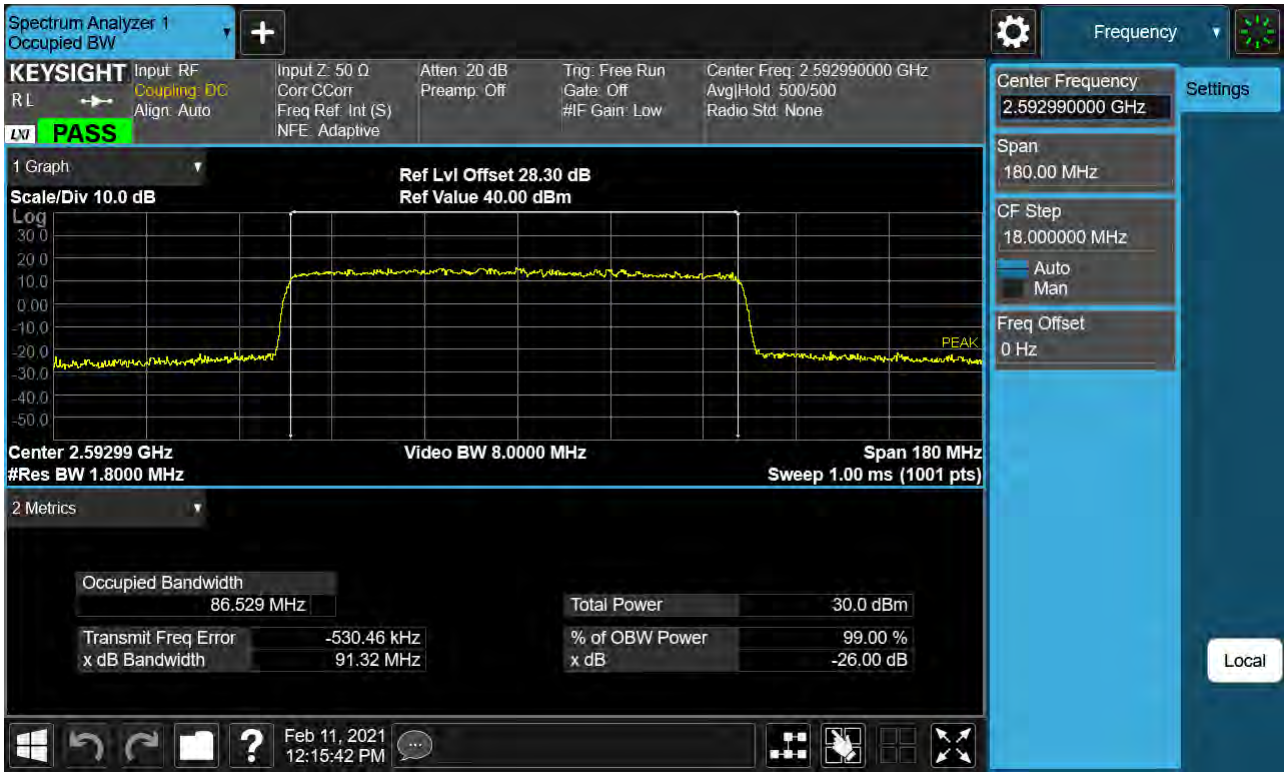 Spectrum Analyzer 1
Occupied BW
Frequency
KEYSIGHT
RL
LXI PASS
Input: RF
Coupling: DC
Align: Auto
Input Z: 50 Ω
Corr CCorr
Freq Ref: Int (S)
NFE: Adaptive
Atten: 20 dB
Preamp: Off
Trig: Free Run
Gate: Off
#IF Gain: Low
Center Freq: 2.592990000 GHz
Avg|Hold: 500/500
Radio Std: None
Center Frequency
2.592990000 GHz
Settings
Span
180.00 MHz
CF Step
18.000000 MHz
Auto
Man
Freq Offset
0 Hz
1 Graph
Scale/Div 10.0 dB
Ref Lvl Offset 28.30 dB
Ref Value 40.00 dBm
Log
30.0
20.0
10.0
0.00
-10.0
-20.0
-30.0
-40.0
-50.0
PEAK
Center 2.59299 GHz
Video BW 8.0000 MHz
Span 180 MHz
#Res BW 1.8000 MHz
Sweep 1.00 ms (1001 pts)
2 Metrics
Occupied Bandwidth
86.529 MHz
Total Power 30.0 dBm
Transmit Freq Error -530.46 kHz
% of OBW Power 99.00 %
x dB Bandwidth 91.32 MHz
x dB -26.00 dB
Local
?
Feb 11, 2021
12:15:42 PM